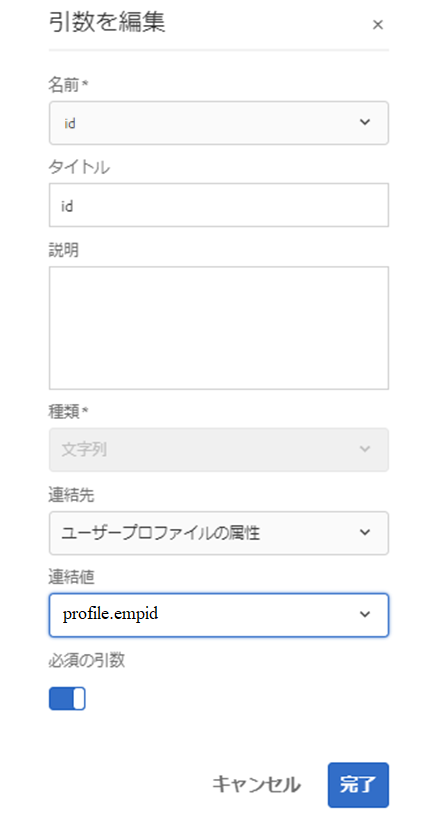 引数を編集
名前*
id
タイトル
id
説明
種類*
文字列
連結先
ユーザープロファイルの属性
連結値
profile.empid
必須の引数
キャンセル 完了